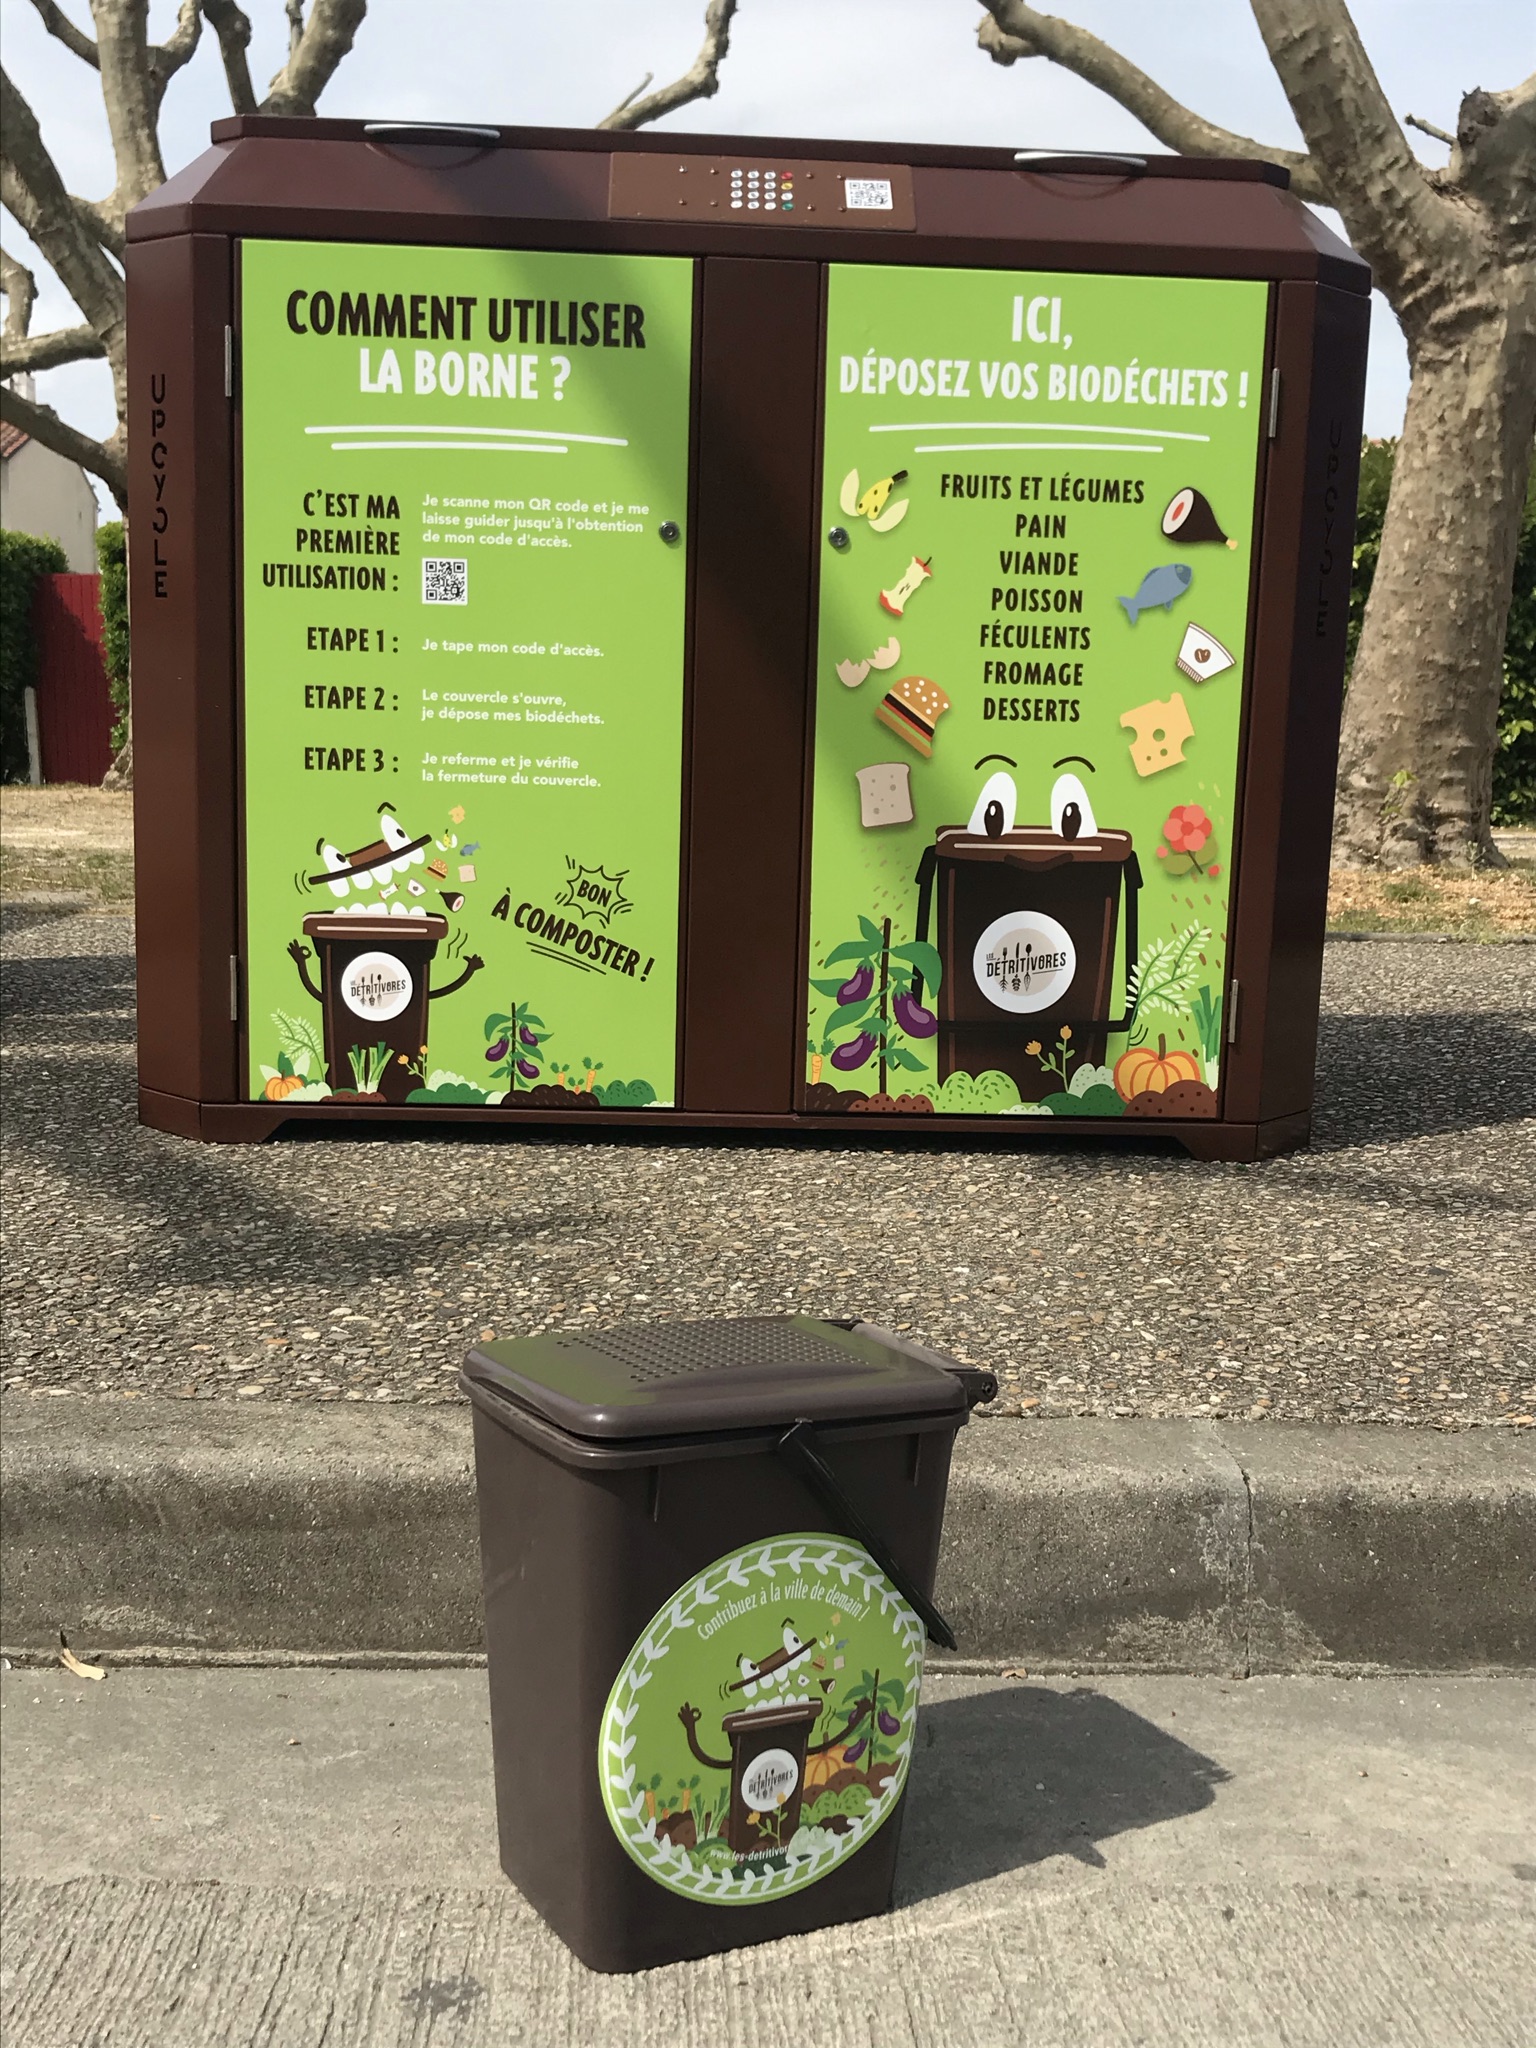 UPCYCLE
COMMENT UTILISER
LA BORNE ?
C'EST MA
PREMIÈRE
UTILISATION :
Je scanne mon QR code et je me
laisse guider jusqu'à l'obtention
de mon code d'accès.
ETAPE 1 :
Je tape mon code d'accès.
ETAPE 2 :
Le couvercle s'ouvre,
je dépose mes biodéchets.
ETAPE 3 :
Je referme et je vérifie
la fermeture du couvercle.
BON
À COMPOSTER !
LES
DÉTRITIVORES
ICI,
DÉPOSEZ VOS BIODÉCHETS !
FRUITS ET LÉGUMES
PAIN
VIANDE
POISSON
FÉCULENTS
FROMAGE
DESSERTS
LES
DÉTRITIVORES
UPCYCLE
Contribuez à la ville de demain !
DÉTRITIVORES